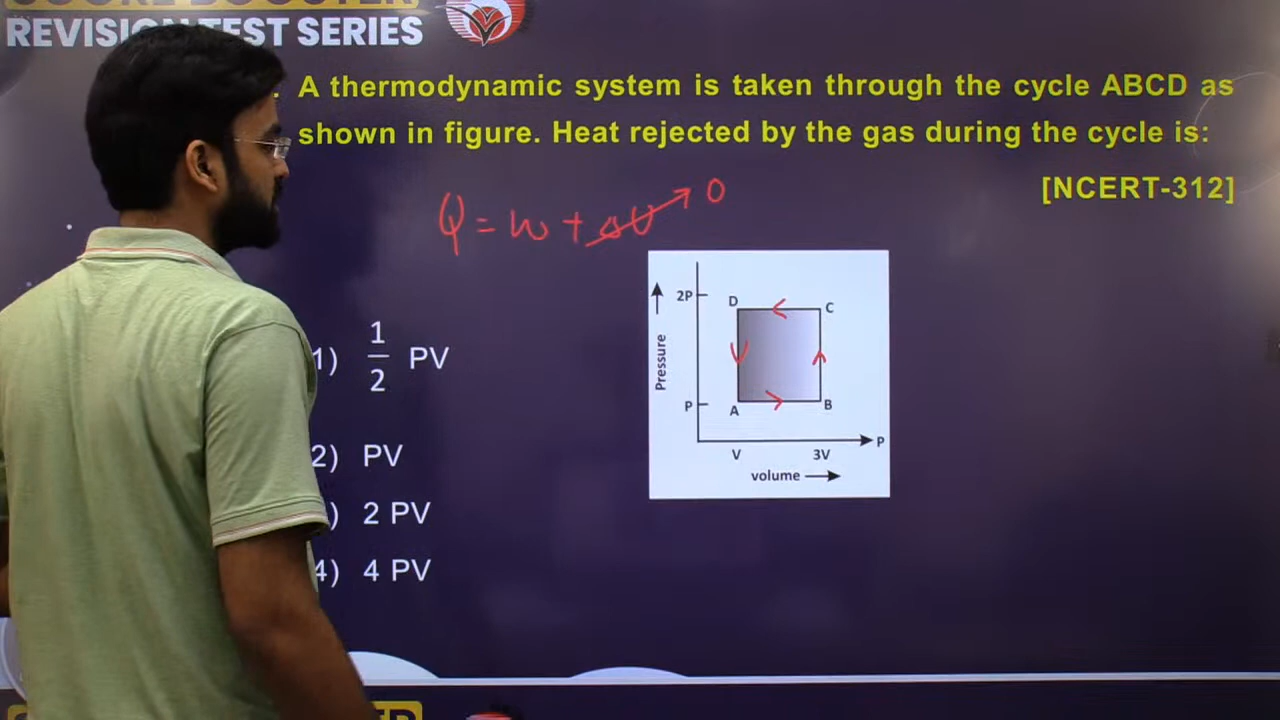 REVISION TEST SERIES
A thermodynamic system is taken through the cycle ABCD as
shown in figure. Heat rejected by the gas during the cycle is:
[NCERT-312]
Q = W + ΔU → 0
1) 1/2 PV
2) PV
) 2 PV
4) 4 PV
2P
D
C
Pressure
P
A
B
P
V
3V
volume